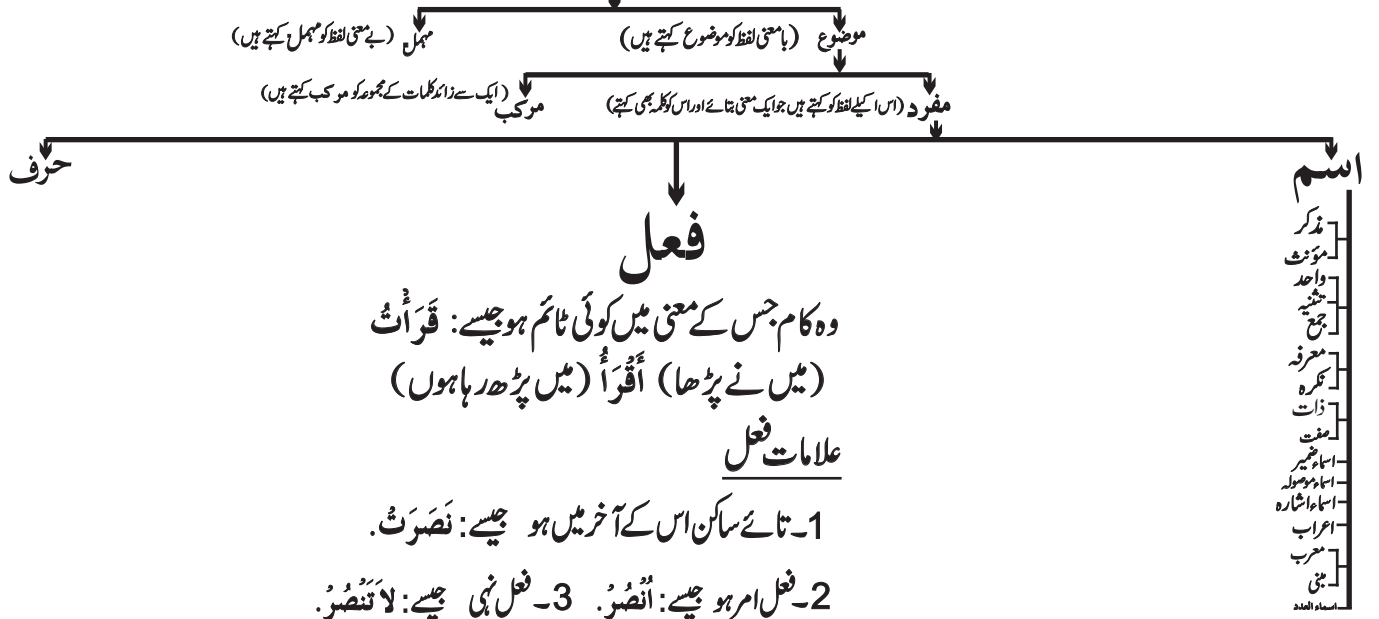 موضوع (بامعنی لفظ کو موضوع کہتے ہیں) مہمل (بے معنی لفظ کو مہمل کہتے ہیں)
مفرد (اس اکیلے لفظ کو کہتے ہیں جو ایک معنی بتائے اور اس کو کلمہ بھی کہتے) مرکب (ایک سے زائد کلمات کے مجموعہ کو مرکب کہتے ہیں)
اسم
مذکر
مؤنث
واحد
تثنیہ
جمع
معرفہ
نکرہ
ذات
صفت
اسماء ضمیر
اسماء موصولہ
اسماء اشارہ
اعراب
معرب
مبنی
اسماء العدد
فعل
وہ کام جس کے معنی میں کوئی ٹائم ہو جیسے: قَرَأْتُ
(میں نے پڑھا) أَقْرَأُ (میں پڑھ رہا ہوں)
علامات فعل
1۔ تائے ساکن اس کے آخر میں ہو جیسے: نَصَرَتْ.
2۔ فعل امر ہو جیسے: اُنْصُرْ. 3۔ فعل نہی جیسے: لاَ تَنْصُرْ.
حرف